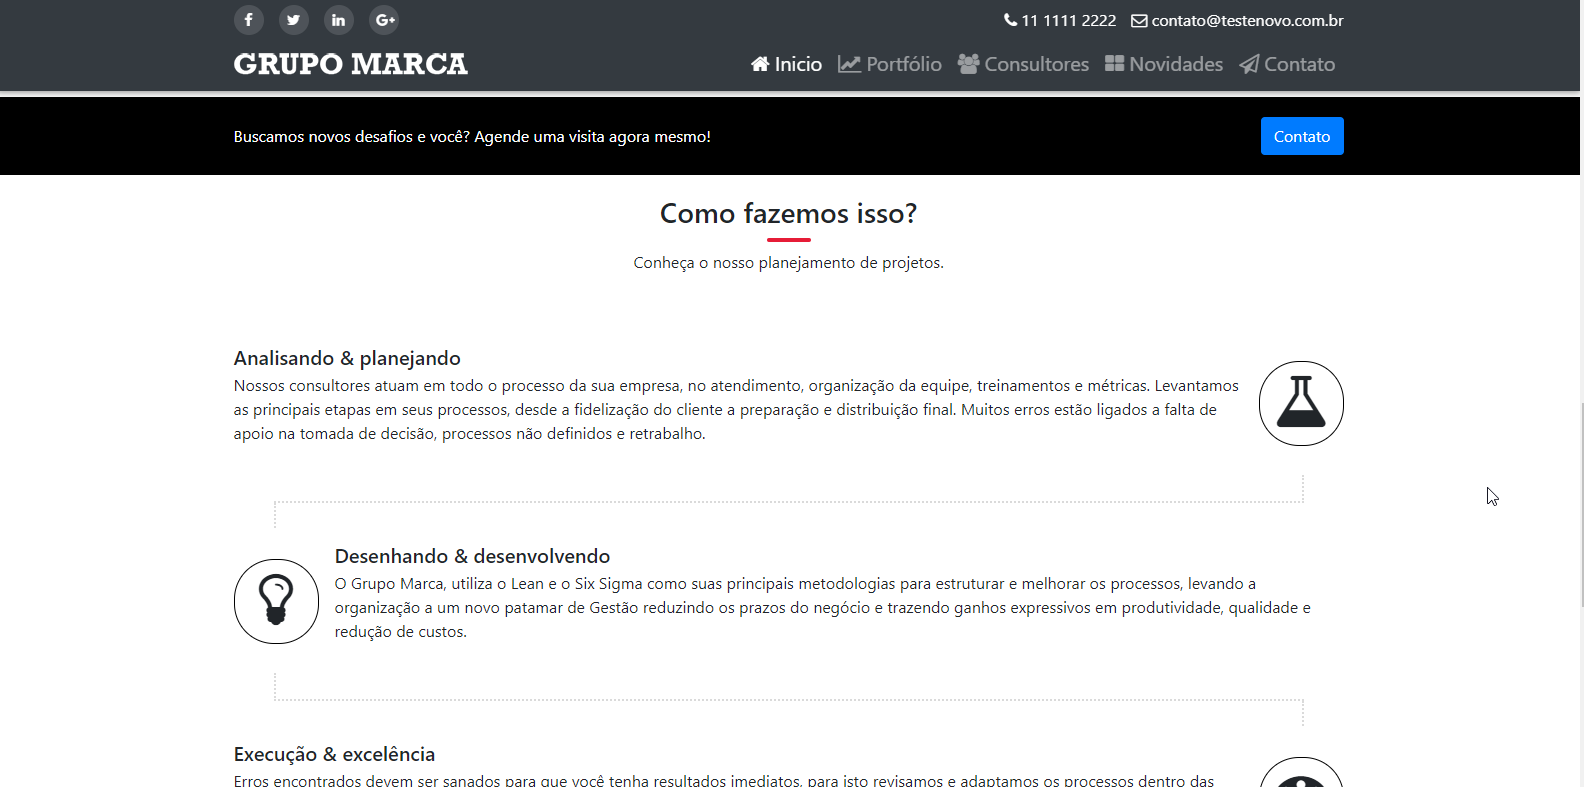 11 1111 2222 contato@testenovo.com.br
GRUPO MARCA
Inicio Portfólio Consultores Novidades Contato
Buscamos novos desafios e você? Agende uma visita agora mesmo!
Contato
Como fazemos isso?
Conheça o nosso planejamento de projetos.
Analisando & planejando
Nossos consultores atuam em todo o processo da sua empresa, no atendimento, organização da equipe, treinamentos e métricas. Levantamos
as principais etapas em seus processos, desde a fidelização do cliente a preparação e distribuição final. Muitos erros estão ligados a falta de
apoio na tomada de decisão, processos não definidos e retrabalho.
Desenhando & desenvolvendo
O Grupo Marca, utiliza o Lean e o Six Sigma como suas principais metodologias para estruturar e melhorar os processos, levando a
organização a um novo patamar de Gestão reduzindo os prazos do negócio e trazendo ganhos expressivos em produtividade, qualidade e
redução de custos.
Execução & excelência
Erros encontrados devem ser sanados para que você tenha resultados imediatos, para isto revisamos e adaptamos os processos dentro das